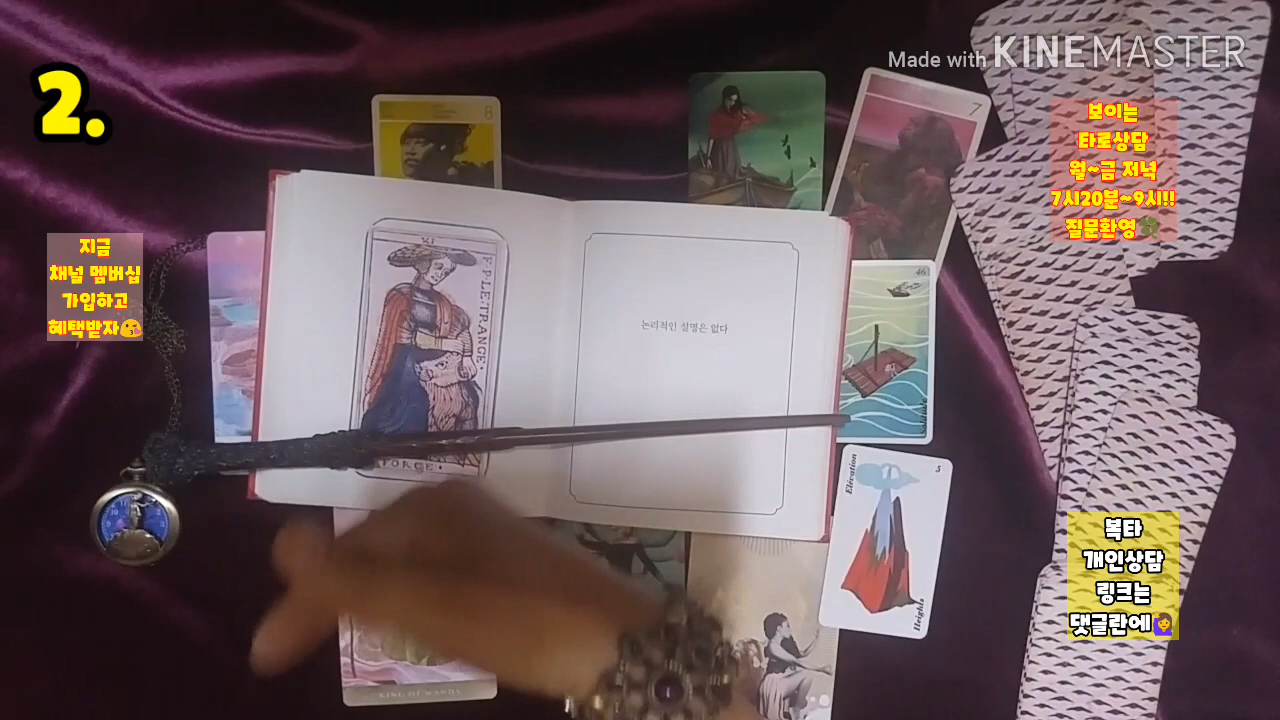 Made with KINEMASTER
2.
8
7
보이는
타로상담
월~금 저녁
7시20분~9시!!
질문환영
지금
채널 멤버십
가입하고
혜택받자
XI
F·P·LE·TRANGE·
FORCE·
논리적인 설명은 없다
46
Elévation
5
Heights
KING OF WANDS
복타
개인상담
링크는
댓글란에